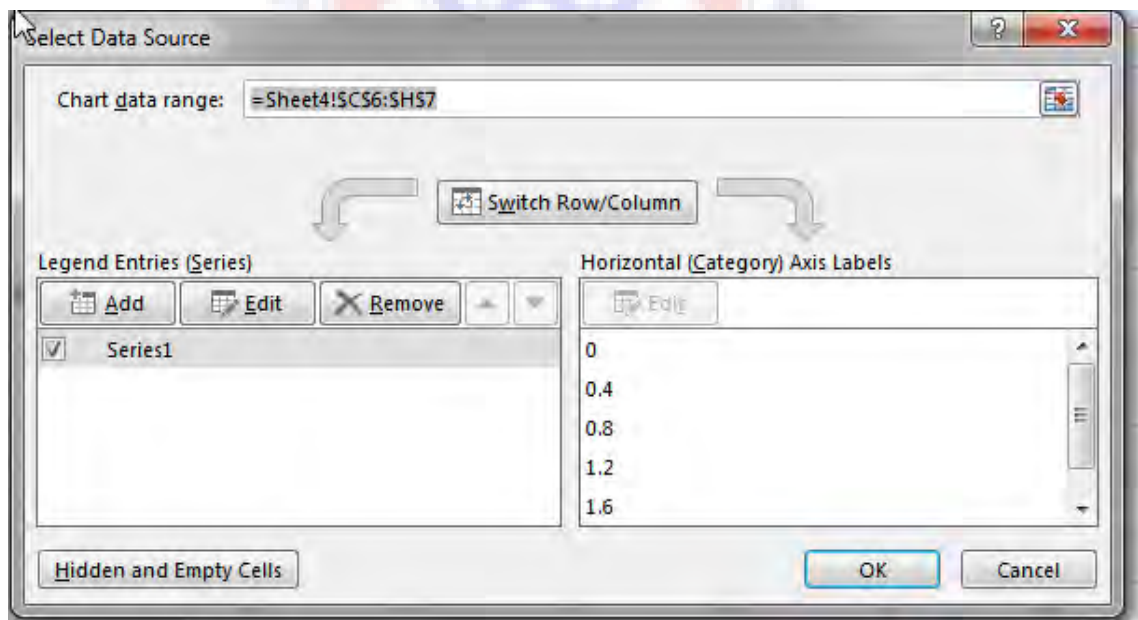 Select Data Source
?
Chart data range: =Sheet4!$C$6:$H$7
Switch Row/Column
Legend Entries (Series)
Add Edit Remove
Series1
Horizontal (Category) Axis Labels
Edit
0
0.4
0.8
1.2
1.6
Hidden and Empty Cells
OK Cancel